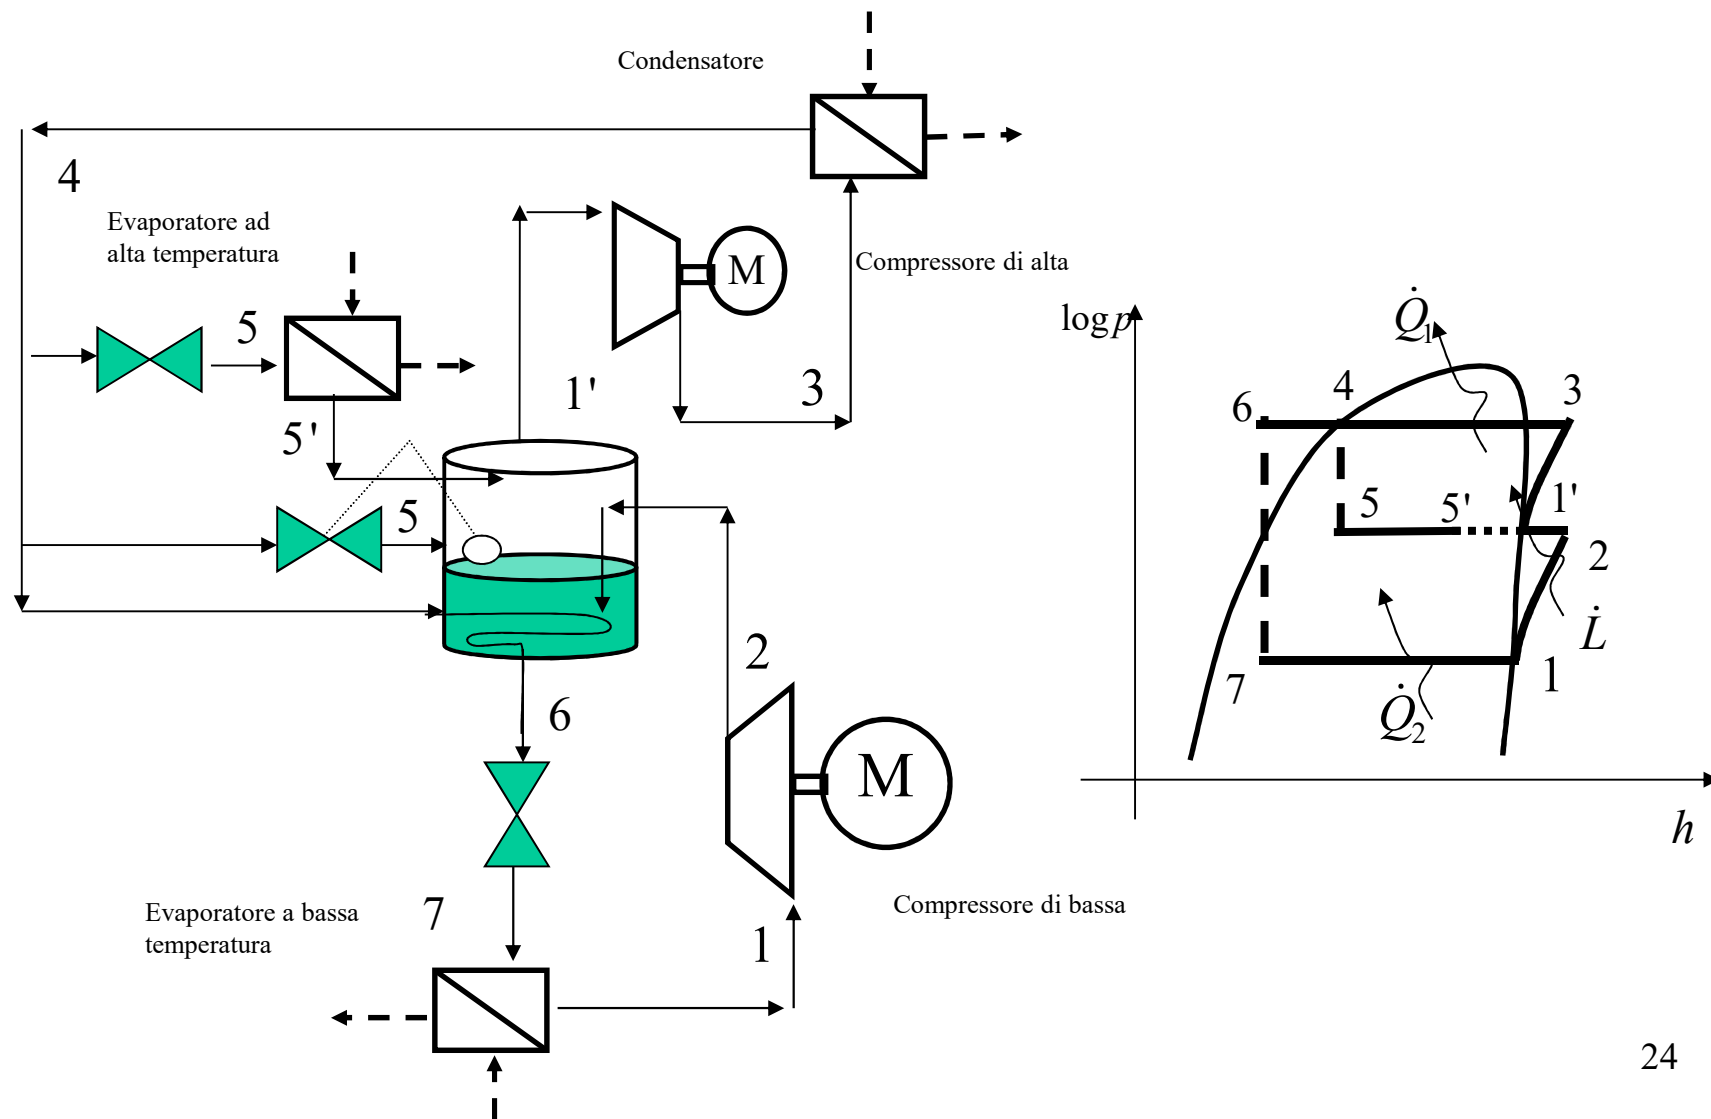 Condensatore
4
Evaporatore ad
alta temperatura
M
Compressore di alta
5
1'
3
5'
5
2
6
M
7
Evaporatore a bassa
temperatura
1
Compressore di bassa
log p
Q̇1
4
3
6
5
5'
1'
2
L̇
7
1
Q̇2
h
24